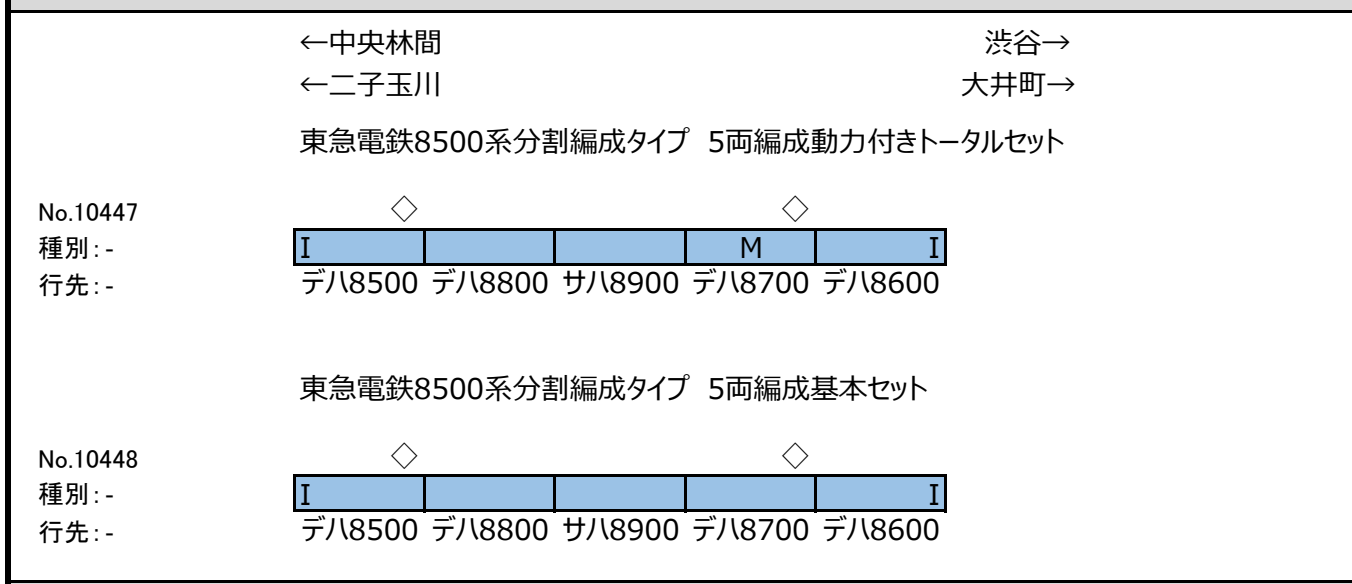 ←中央林間 渋谷→
←二子玉川 大井町→
東急電鉄8500系分割編成タイプ 5両編成動力付きトータルセット
No.10447 ◇ ◇
種別：- I M I
行先：- デハ8500 デハ8800 サハ8900 デハ8700 デハ8600
東急電鉄8500系分割編成タイプ 5両編成基本セット
No.10448 ◇ ◇
種別：- I I
行先：- デハ8500 デハ8800 サハ8900 デハ8700 デハ8600